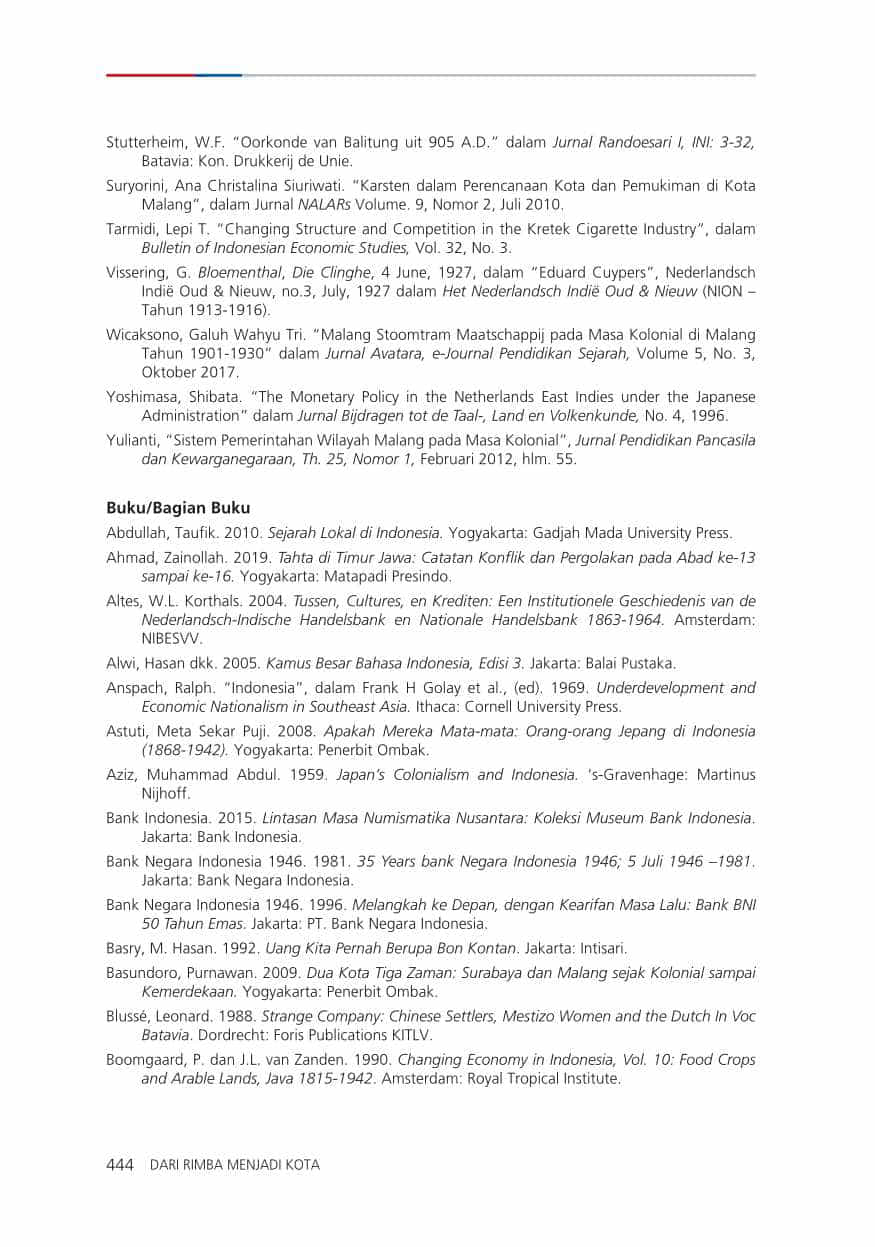 Stutterheim, W.F. “Oorkonde van Balitung uit 905 A.D.” dalam Jurnal Randoesari I, INI: 3-32,
Batavia: Kon. Drukkerij de Unie.
Suryorini, Ana Christalina Siuriwati. “Karsten dalam Perencanaan Kota dan Pemukiman di Kota
Malang”, dalam Jurnal NALARs Volume. 9, Nomor 2, Juli 2010.
Tarmidi, Lepi T. “Changing Structure and Competition in the Kretek Cigarette Industry”, dalam
Bulletin of Indonesian Economic Studies, Vol. 32, No. 3.
Vissering, G. Bloementhal, Die Clinghe, 4 June, 1927, dalam “Eduard Cuypers”, Nederlandsch
Indië Oud & Nieuw, no.3, July, 1927 dalam Het Nederlandsch Indië Oud & Nieuw (NION –
Tahun 1913-1916).
Wicaksono, Galuh Wahyu Tri. “Malang Stoomtram Maatschappij pada Masa Kolonial di Malang
Tahun 1901-1930” dalam Jurnal Avatara, e-Journal Pendidikan Sejarah, Volume 5, No. 3,
Oktober 2017.
Yoshimasa, Shibata. “The Monetary Policy in the Netherlands East Indies under the Japanese
Administration” dalam Jurnal Bijdragen tot de Taal-, Land en Volkenkunde, No. 4, 1996.
Yulianti, “Sistem Pemerintahan Wilayah Malang pada Masa Kolonial”, Jurnal Pendidikan Pancasila
dan Kewarganegaraan, Th. 25, Nomor 1, Februari 2012, hlm. 55.
Buku/Bagian Buku
Abdullah, Taufik. 2010. Sejarah Lokal di Indonesia. Yogyakarta: Gadjah Mada University Press.
Ahmad, Zainollah. 2019. Tahta di Timur Jawa: Catatan Konflik dan Pergolakan pada Abad ke-13
sampai ke-16. Yogyakarta: Matapadi Presindo.
Altes, W.L. Korthals. 2004. Tussen, Cultures, en Krediten: Een Institutionele Geschiedenis van de
Nederlandsch-Indische Handelsbank en Nationale Handelsbank 1863-1964. Amsterdam:
NIBESVV.
Alwi, Hasan dkk. 2005. Kamus Besar Bahasa Indonesia, Edisi 3. Jakarta: Balai Pustaka.
Anspach, Ralph. “Indonesia”, dalam Frank H Golay et al., (ed). 1969. Underdevelopment and
Economic Nationalism in Southeast Asia. Ithaca: Cornell University Press.
Astuti, Meta Sekar Puji. 2008. Apakah Mereka Mata-mata: Orang-orang Jepang di Indonesia
(1868-1942). Yogyakarta: Penerbit Ombak.
Aziz, Muhammad Abdul. 1959. Japan’s Colonialism and Indonesia. ‘s-Gravenhage: Martinus
Nijhoff.
Bank Indonesia. 2015. Lintasan Masa Numismatika Nusantara: Koleksi Museum Bank Indonesia.
Jakarta: Bank Indonesia.
Bank Negara Indonesia 1946. 1981. 35 Years bank Negara Indonesia 1946; 5 Juli 1946 –1981.
Jakarta: Bank Negara Indonesia.
Bank Negara Indonesia 1946. 1996. Melangkah ke Depan, dengan Kearifan Masa Lalu: Bank BNI
50 Tahun Emas. Jakarta: PT. Bank Negara Indonesia.
Basry, M. Hasan. 1992. Uang Kita Pernah Berupa Bon Kontan. Jakarta: Intisari.
Basundoro, Purnawan. 2009. Dua Kota Tiga Zaman: Surabaya dan Malang sejak Kolonial sampai
Kemerdekaan. Yogyakarta: Penerbit Ombak.
Blussé, Leonard. 1988. Strange Company: Chinese Settlers, Mestizo Women and the Dutch In Voc
Batavia. Dordrecht: Foris Publications KITLV.
Boomgaard, P. dan J.L. van Zanden. 1990. Changing Economy in Indonesia, Vol. 10: Food Crops
and Arable Lands, Java 1815-1942. Amsterdam: Royal Tropical Institute.
444 DARI RIMBA MENJADI KOTA